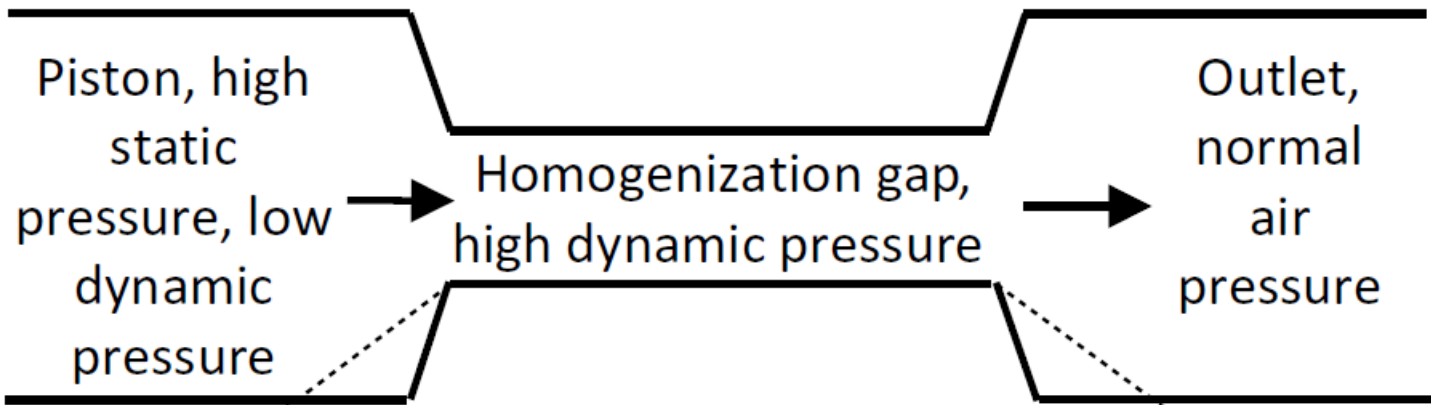 Piston, high
static
pressure, low
dynamic
pressure
Homogenization gap,
high dynamic pressure
Outlet,
normal
air
pressure